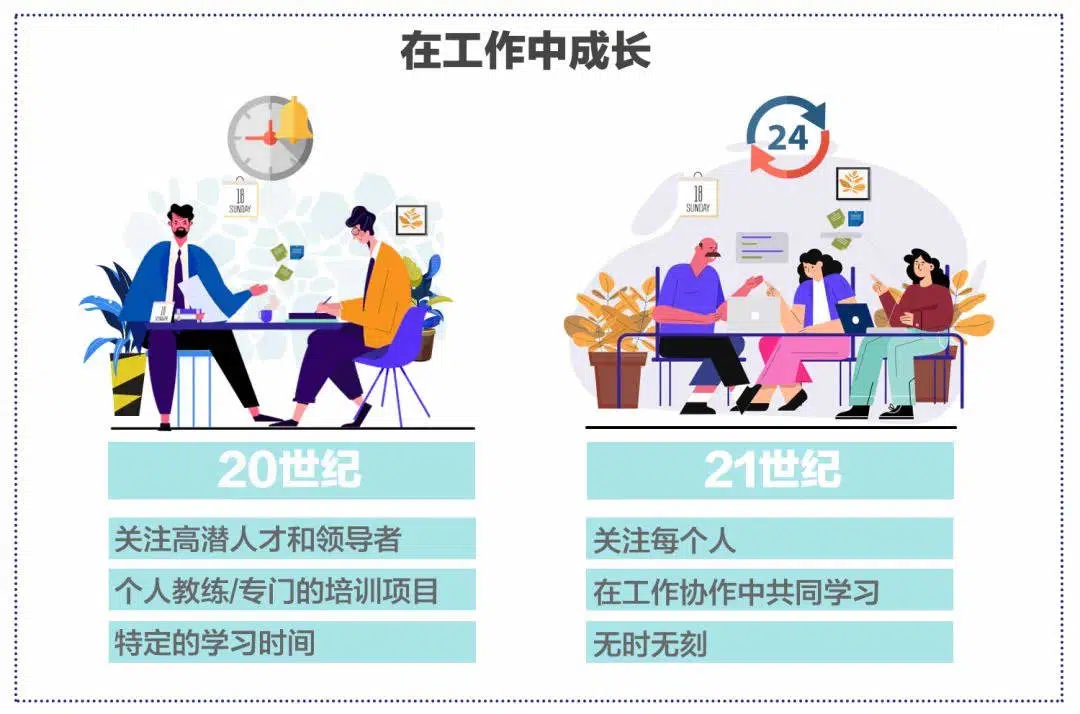 在工作中成长
24
18
SUNDAY
18
SUNDAY
18
20世纪
21世纪
关注高潜人才和领导者
关注每个人
个人教练/专门的培训项目
在工作协作中共同学习
特定的学习时间
无时无刻